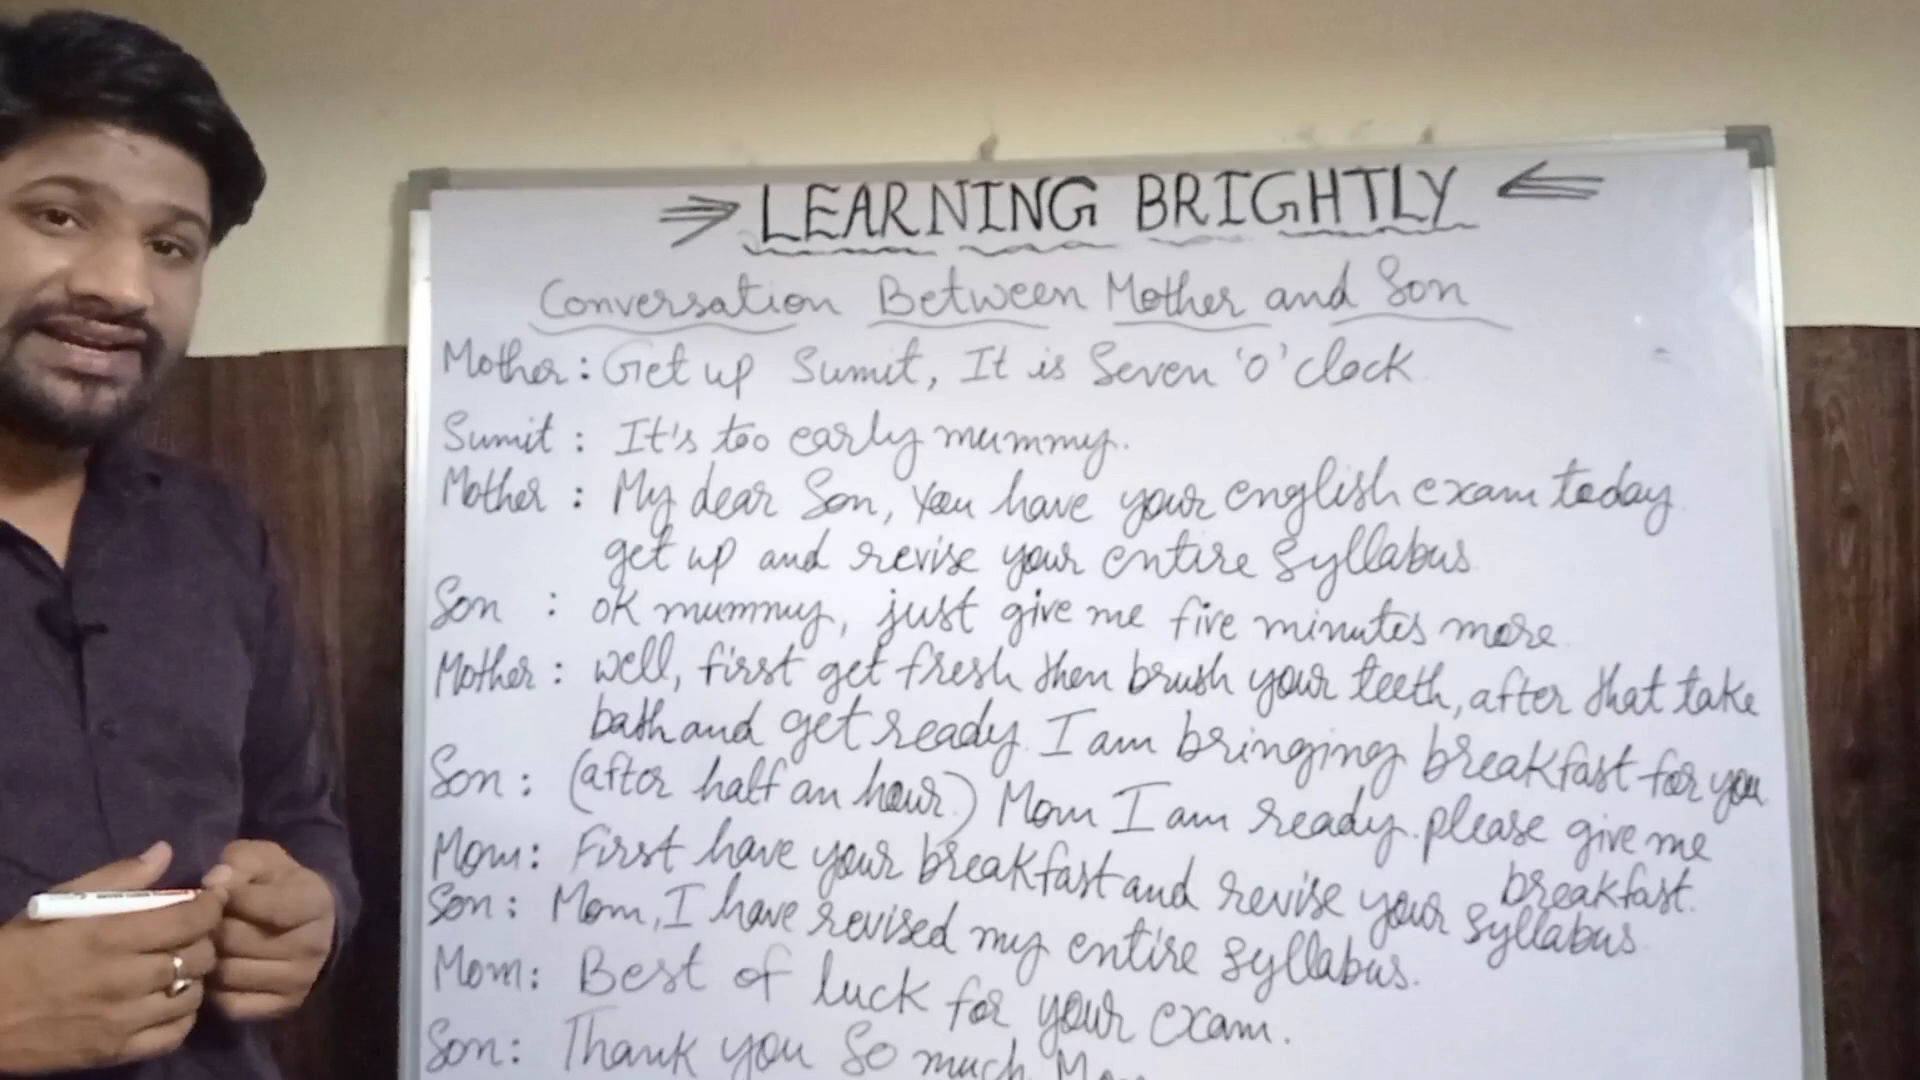 ⇒ LEARNING BRIGHTLY ⇐
Conversation Between Mother and Son
Mother : Get up Sumit, It is Seven 'o' clock
Sumit : It's too early mummy.
Mother : My dear Son, You have your english exam today
get up and revise your entire syllabus
Son : ok mummy, just give me five minutes more
Mother : well, first get fresh then brush your teeth, after that take
bath and get ready. I am bringing breakfast for you
Son : (after half an hour.) Mom I am ready. please give me
breakfast.
Mom : First have your breakfast and revise your syllabus
Son : Mom, I have revised my entire syllabus.
Mom : Best of luck for your exam.
Son : Thank you so much